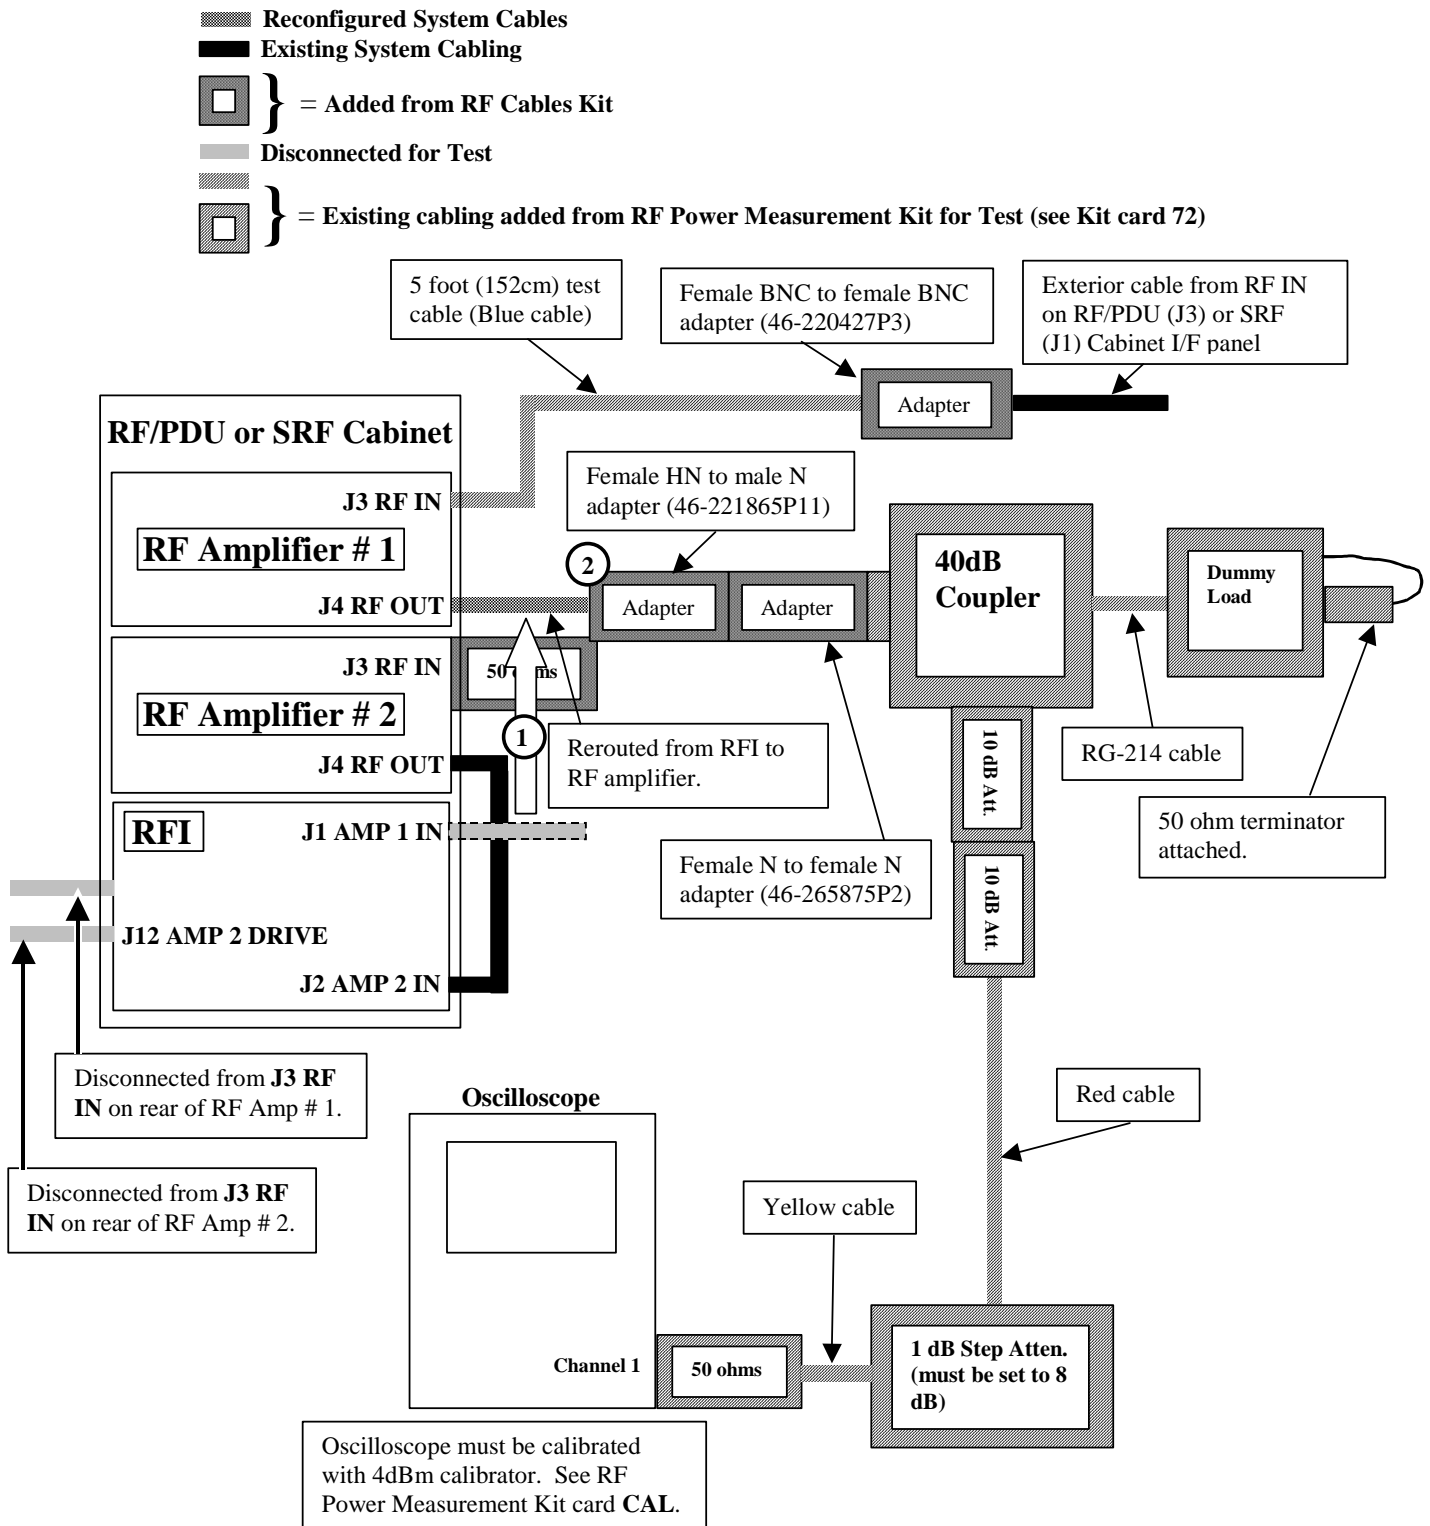 Reconfigured System Cables
Existing System Cabling
} = Added from RF Cables Kit
Disconnected for Test
} = Existing cabling added from RF Power Measurement Kit for Test (see Kit card 72)
5 foot (152cm) test
cable (Blue cable)
Female BNC to female BNC
adapter (46-220427P3)
Exterior cable from RF IN
on RF/PDU (J3) or SRF
(J1) Cabinet I/F panel
Adapter
RF/PDU or SRF Cabinet
J3 RF IN
RF Amplifier # 1
J4 RF OUT
Female HN to male N
adapter (46-221865P11)
2
Adapter
Adapter
40dB
Coupler
Dummy
Load
J3 RF IN
RF Amplifier # 2
J4 RF OUT
1
Rerouted from RFI to
RF amplifier.
10 dB Att.
10 dB Att.
RG-214 cable
50 ohm terminator
attached.
RFI
J1 AMP 1 IN
J12 AMP 2 DRIVE
J2 AMP 2 IN
Female N to female N
adapter (46-265875P2)
Disconnected from J3 RF
IN on rear of RF Amp # 1.
Disconnected from J3 RF
IN on rear of RF Amp # 2.
Oscilloscope
Channel 1
50 ohms
Yellow cable
Red cable
1 dB Step Atten.
(must be set to 8
dB)
Oscilloscope must be calibrated
with 4dBm calibrator. See RF
Power Measurement Kit card CAL.